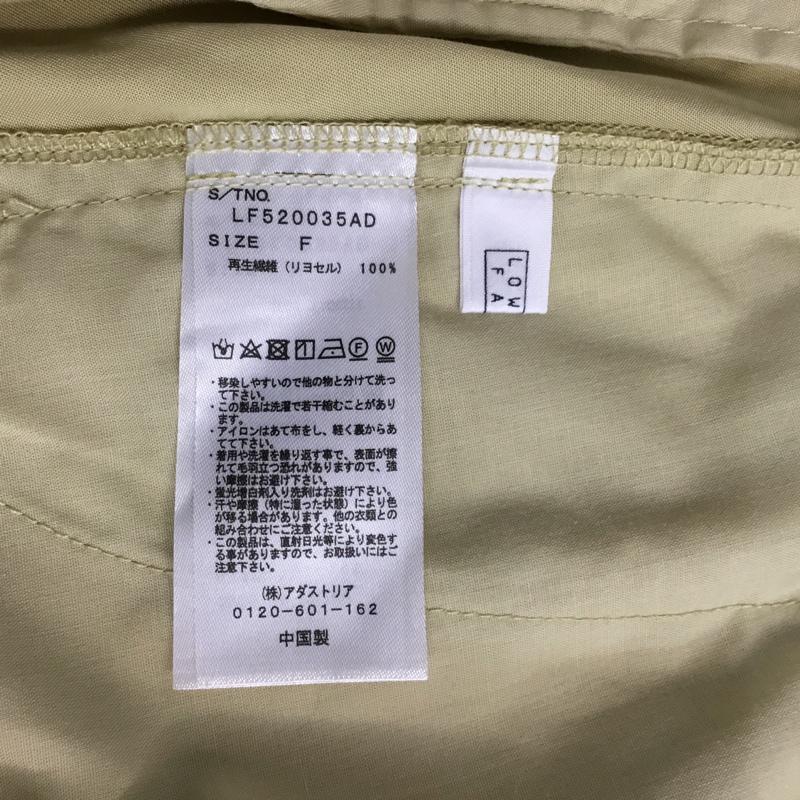 S/TNO.
LF520035AD
SIZE F
再生繊維（リヨセル） 100%
F W
・移染しやすいので他の物と分けて洗っ
て下さい。
・この製品は洗濯で若干縮むことがあり
ます。
・アイロンはあて布をし、軽く裏からあ
てて下さい。
・着用や洗濯を繰り返す事で、表面が擦
れて毛羽立つ恐れがありますので、強
い摩擦はお避け下さい。
・蛍光増白剤入り洗剤はお避け下さい。
・汗や摩擦（特に湿った状態）により色
が移る場合があります。他の衣類との
組み合わせにご注意ください。
・この製品は、直射日光等により変色す
る事がありますので、お取扱いにはご
注意下さい。
（株）アダストリア
0120-601-162
中国製
LOW
FA